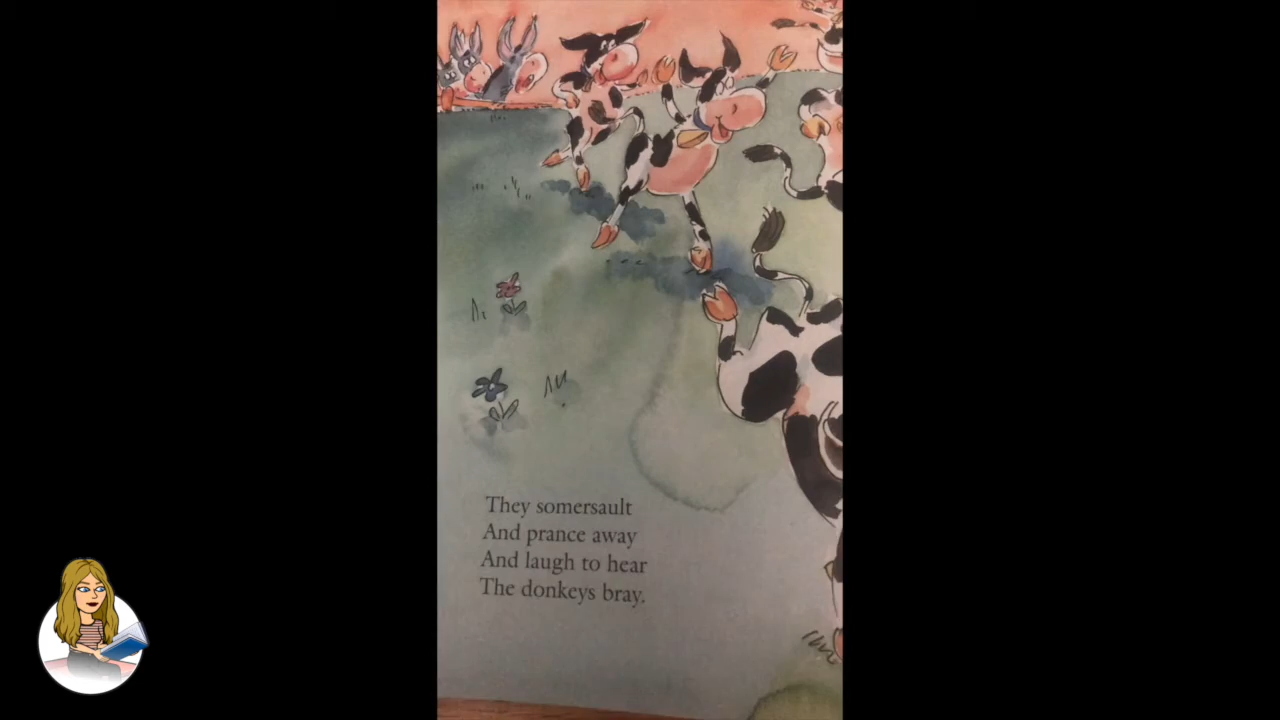 They somersault
And prance away
And laugh to hear
The donkeys bray.